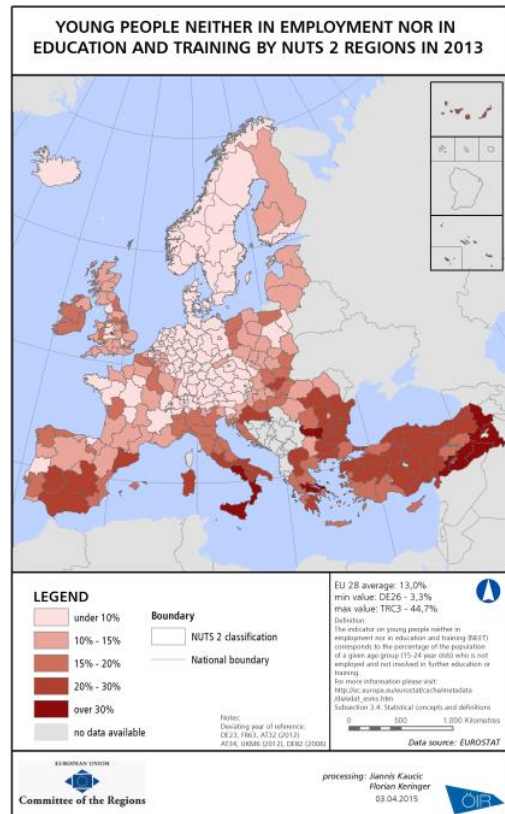 YOUNG PEOPLE NEITHER IN EMPLOYMENT NOR IN
EDUCATION AND TRAINING BY NUTS 2 REGIONS IN 2013
LEGEND
under 10%
10% - 15%
15% - 20%
20% - 30%
over 30%
no data available
Boundary
NUTS 2 classification
National boundary
Notes:
Deviating year of reference:
DE23, FR63, AT32 (2012)
AT34, UKM6 (2012), DEB2 (2006)
EU 28 average: 13,0%
min value: DE26 - 3,3%
max value: TRC3 - 44,7%
Definition:
The indicator on young people neither in
employment nor in education and training (NEET)
corresponds to the percentage of the population
of a given age group (15-24 year olds) who is not
employed and not involved in further education or
training.
For more information please visit:
http://ec.europa.eu/eurostat/cache/metadata
/de/edat_esms.htm
Subsection 3.4. Statistical concepts and definitions
0 500 1.000 Kilometres
Data source: EUROSTAT
EUROPEAN UNION
Committee of the Regions
processing: Jiannis Kaucic
Florian Keringer
03.04.2015
ÖIR